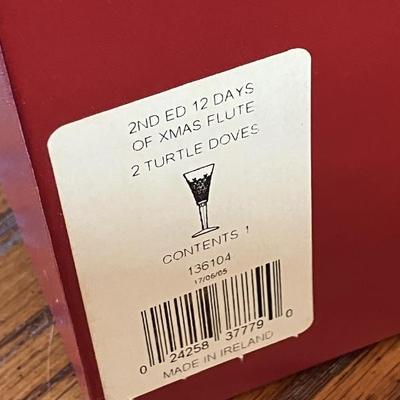 2ND ED 12 DAYS
OF XMAS FLUTE
2 TURTLE DOVES
CONTENTS 1
136104
17/06/05
0 24258 37779 0
MADE IN IRELAND